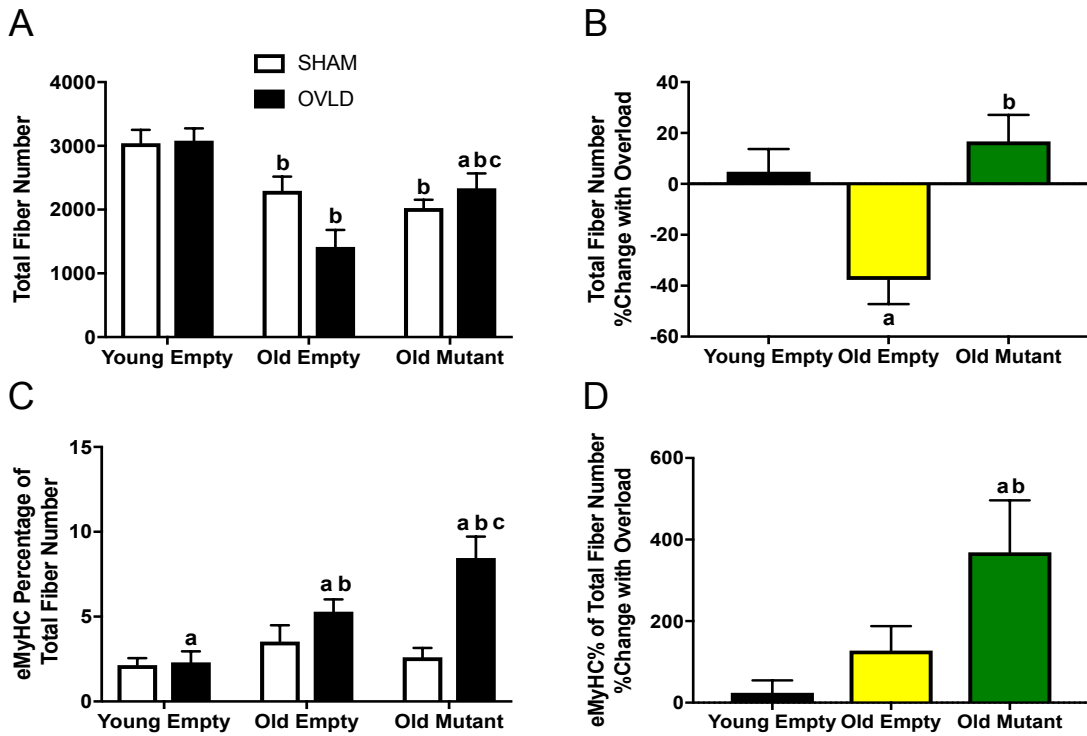 A
SHAM
OVLD
Total Fiber Number
4000
3000
2000
1000
0
b
b
b
a b c
Young Empty
Old Empty
Old Mutant
B
Total Fiber Number
%Change with Overload
40
20
0
-20
-40
-60
a
b
Young Empty
Old Empty
Old Mutant
C
eMyHC Percentage of
Total Fiber Number
15
10
5
0
a
a b
a b c
Young Empty
Old Empty
Old Mutant
D
eMyHC% of Total Fiber Number
%Change with Overload
600
400
200
0
a b
Young Empty
Old Empty
Old Mutant